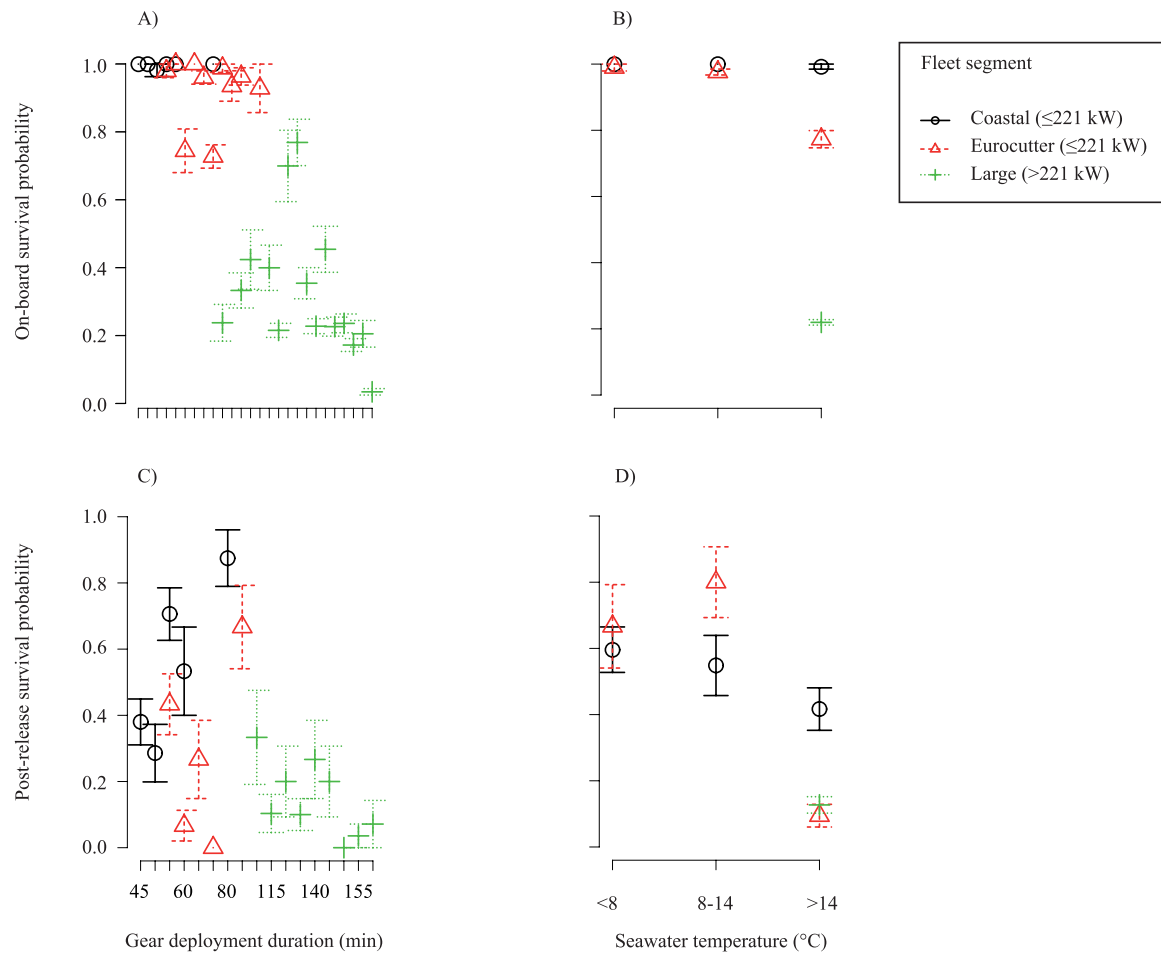 A)
B)
1.0
0.8
0.6
0.4
0.2
0.0
On-board survival probability
Fleet segment
Coastal (≤221 kW)
Eurocutter (≤221 kW)
Large (>221 kW)
C)
D)
1.0
0.8
0.6
0.4
0.2
0.0
Post-release survival probability
45 60 80 115 140 155
<8 8-14 >14
Gear deployment duration (min)
Seawater temperature (°C)